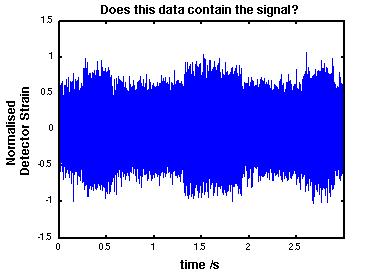 Does this data contain the signal?
1.5
1
0.5
0
-0.5
-1
-1.5
Normalised
Detector Strain
0 0.5 1 1.5 2 2.5
time /s